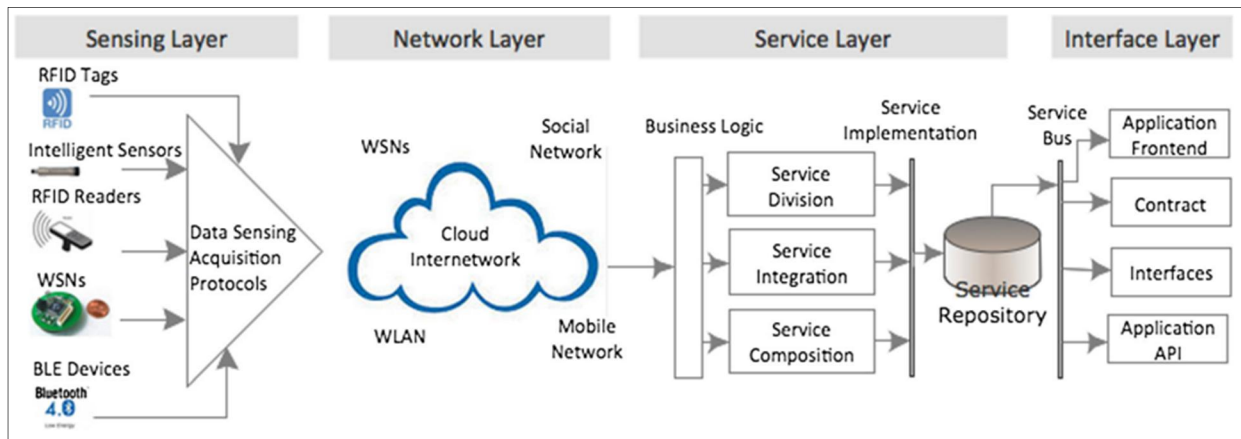 Sensing Layer
Network Layer
Service Layer
Interface Layer
RFID Tags
RFID
Intelligent Sensors
RFID Readers
WSNs
BLE Devices
Bluetooth
4.0
Low Energy
Data Sensing
Acquisition
Protocols
WSNs
Social
Network
Cloud
Internetwork
WLAN
Mobile
Network
Business Logic
Service
Division
Service
Integration
Service
Composition
Service
Implementation
Service
Repository
Service
Bus
Application
Frontend
Contract
Interfaces
Application
API